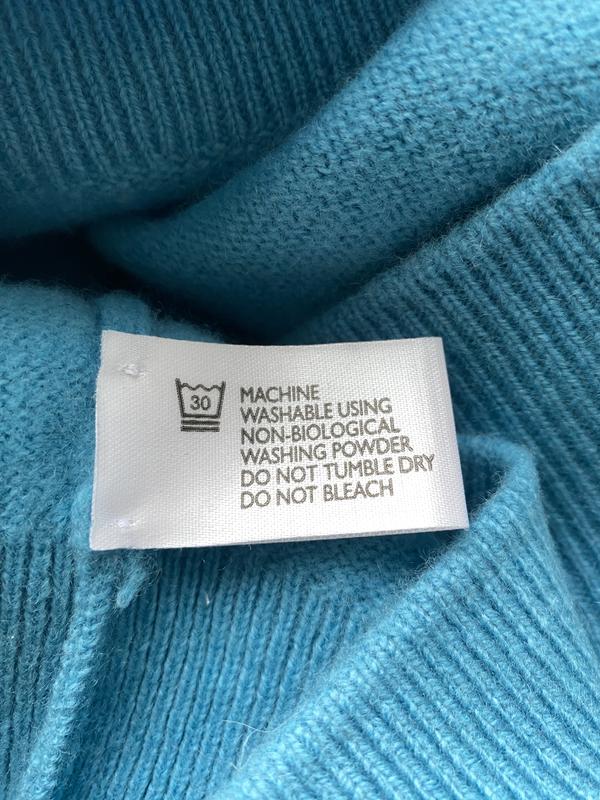 30
MACHINE
WASHABLE USING
NON-BIOLOGICAL
WASHING POWDER
DO NOT TUMBLE DRY
DO NOT BLEACH